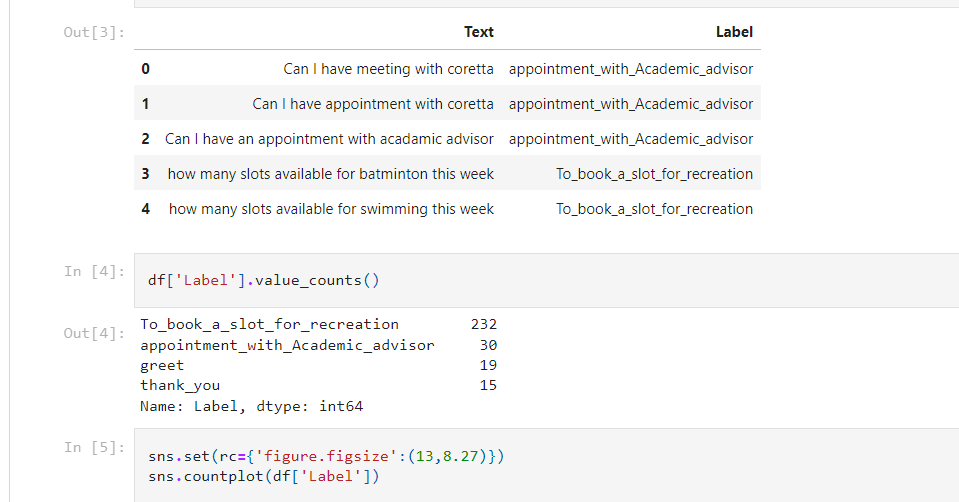 Out[3]:
Text Label
0 Can I have meeting with coretta appointment_with_Academic_advisor
1 Can I have appointment with coretta appointment_with_Academic_advisor
2 Can I have an appointment with acadamic advisor appointment_with_Academic_advisor
3 how many slots available for batminton this week To_book_a_slot_for_recreation
4 how many slots available for swimming this week To_book_a_slot_for_recreation
In [4]:
df['Label'].value_counts()
Out[4]:
To_book_a_slot_for_recreation 232
appointment_with_Academic_advisor 30
greet 19
thank_you 15
Name: Label, dtype: int64
In [5]:
sns.set(rc={'figure.figsize':(13,8.27)})
sns.countplot(df['Label'])